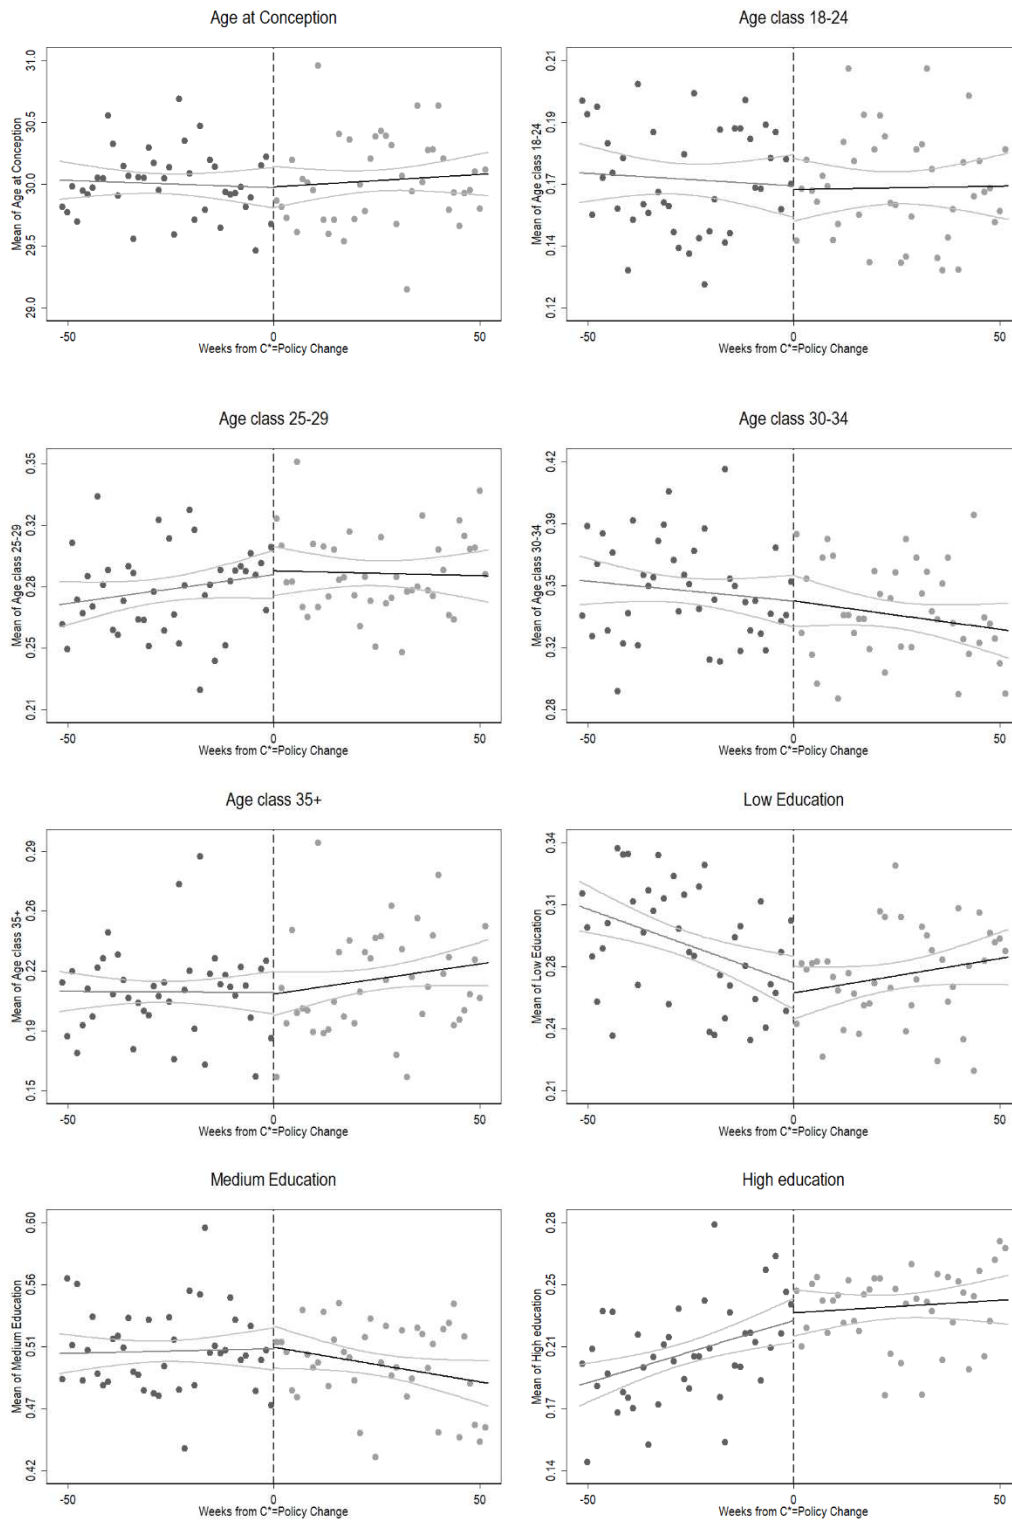 Age at Conception
Mean of Age at Conception
31.0
30.5
30.0
29.5
29.0
-50 0 50
Weeks from C*=Policy Change
Age class 18-24
Mean of Age class 18-24
0.21
0.19
0.17
0.14
0.12
-50 0 50
Weeks from C*=Policy Change
Age class 25-29
Mean of Age class 25-29
0.35
0.32
0.28
0.25
0.21
-50 0 50
Weeks from C*=Policy Change
Age class 30-34
Mean of Age class 30-34
0.42
0.39
0.35
0.32
0.28
-50 0 50
Weeks from C*=Policy Change
Age class 35+
Mean of Age class 35+
0.29
0.26
0.22
0.19
0.15
-50 0 50
Weeks from C*=Policy Change
Low Education
Mean of Low Education
0.34
0.31
0.28
0.24
0.21
-50 0 50
Weeks from C*=Policy Change
Medium Education
Mean of Medium Education
0.60
0.56
0.51
0.47
0.42
-50 0 50
Weeks from C*=Policy Change
High education
Mean of High education
0.28
0.25
0.21
0.17
0.14
-50 0 50
Weeks from C*=Policy Change